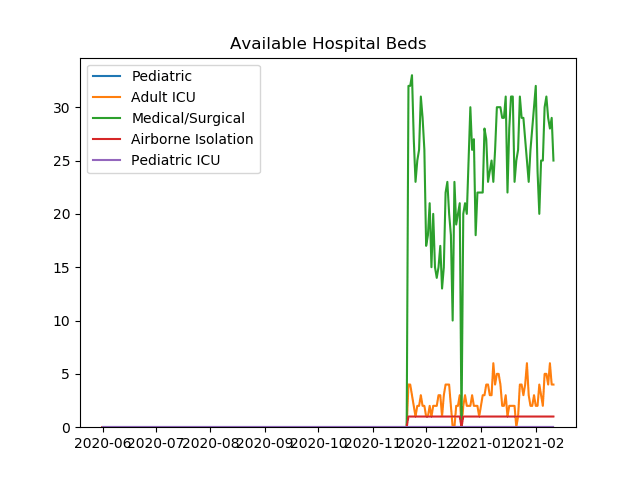 Available Hospital Beds
Pediatric
Adult ICU
Medical/Surgical
Airborne Isolation
Pediatric ICU
30
25
20
15
10
5
0
2020-06 2020-07 2020-08 2020-09 2020-10 2020-11 2020-12 2021-01 2021-02